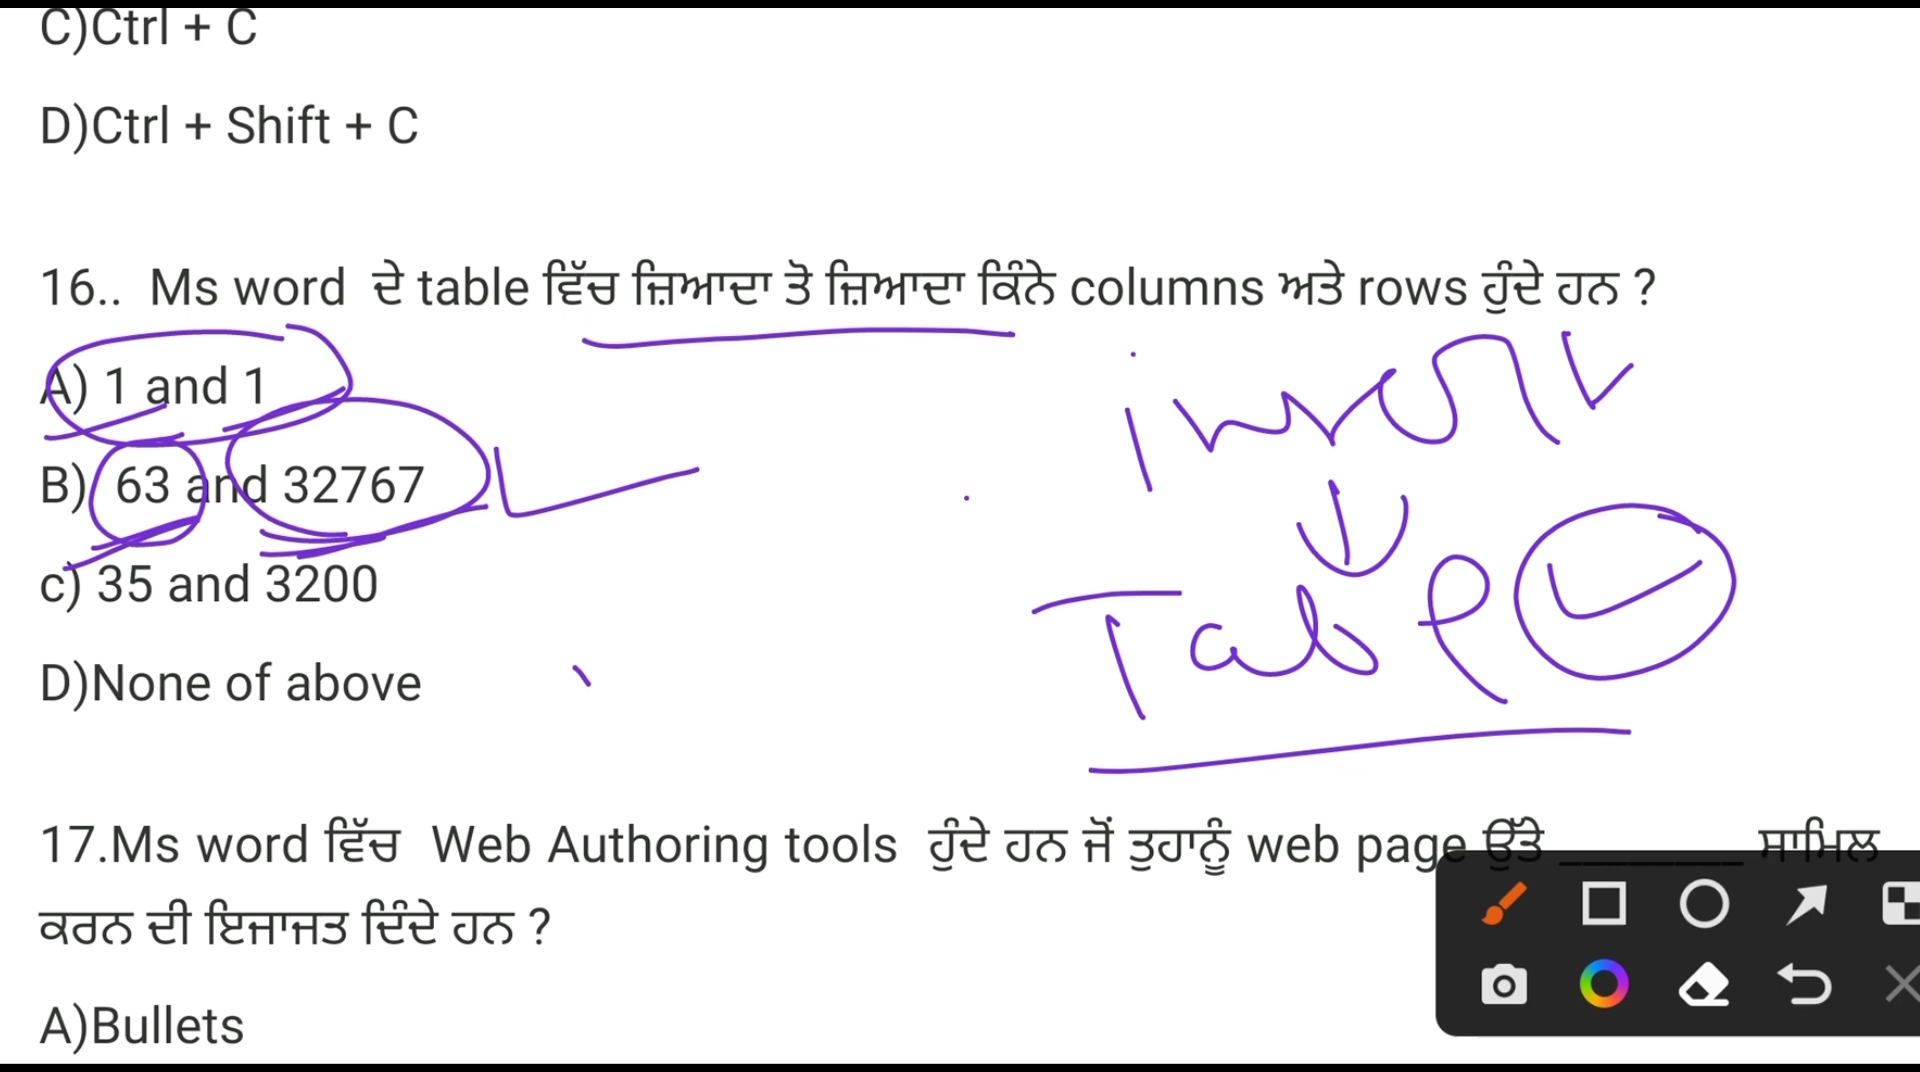 C)Ctrl + C
D)Ctrl + Shift + C
16.. Ms word ਦੇ table ਵਿੱਚ ਜ਼ਿਆਦਾ ਤੋ ਜ਼ਿਆਦਾ ਕਿੰਨੇ columns ਅਤੇ rows ਹੁੰਦੇ ਹਨ ?
A) 1 and 1
B) 63 and 32767
c) 35 and 3200
D)None of above
insert
Table
17.Ms word ਵਿੱਚ Web Authoring tools ਹੁੰਦੇ ਹਨ ਜੋਂ ਤੁਹਾਨੂੰ web page ਉੱਤੇ _______ ਸਾਮਿਲ
ਕਰਨ ਦੀ ਇਜਾਜਤ ਦਿੰਦੇ ਹਨ ?
A)Bullets